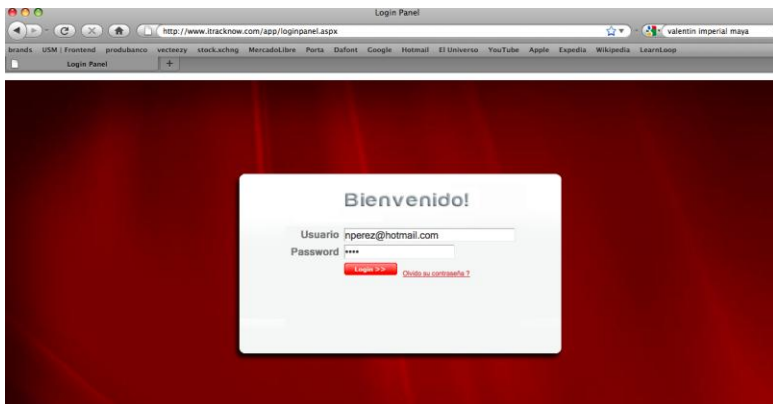 Login Panel
http://www.itracknow.com/app/loginpanel.aspx valentin imperial maya
brands USM | Frontend produbanco vecteezy stock.xchng MercadoLibre Porta Dafont Google Hotmail El Universo YouTube Apple Expedia Wikipedia LearnLoop
Login Panel +
Bienvenido!
Usuario nperez@hotmail.com
Password ••••
Login >> Olvido su contraseña ?